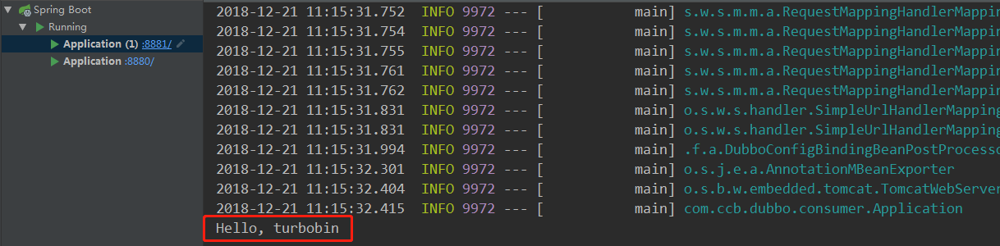 Spring Boot
Running
Application (1) :8881/
Application :8880/
2018-12-21 11:15:31.752 INFO 9972 --- [ main] s.w.s.m.m.a.RequestMappingHandlerMappin
2018-12-21 11:15:31.754 INFO 9972 --- [ main] s.w.s.m.m.a.RequestMappingHandlerMappin
2018-12-21 11:15:31.755 INFO 9972 --- [ main] s.w.s.m.m.a.RequestMappingHandlerMappin
2018-12-21 11:15:31.761 INFO 9972 --- [ main] s.w.s.m.m.a.RequestMappingHandlerMappin
2018-12-21 11:15:31.762 INFO 9972 --- [ main] s.w.s.m.m.a.RequestMappingHandlerMappin
2018-12-21 11:15:31.831 INFO 9972 --- [ main] o.s.w.s.handler.SimpleUrlHandlerMapping
2018-12-21 11:15:31.831 INFO 9972 --- [ main] o.s.w.s.handler.SimpleUrlHandlerMapping
2018-12-21 11:15:31.994 INFO 9972 --- [ main] .f.a.DubboConfigBindingBeanPostProcesso
2018-12-21 11:15:32.301 INFO 9972 --- [ main] o.s.j.e.a.AnnotationMBeanExporter
2018-12-21 11:15:32.404 INFO 9972 --- [ main] o.s.b.w.embedded.tomcat.TomcatWebServer
2018-12-21 11:15:32.415 INFO 9972 --- [ main] com.ccb.dubbo.consumer.Application
Hello, turbobin